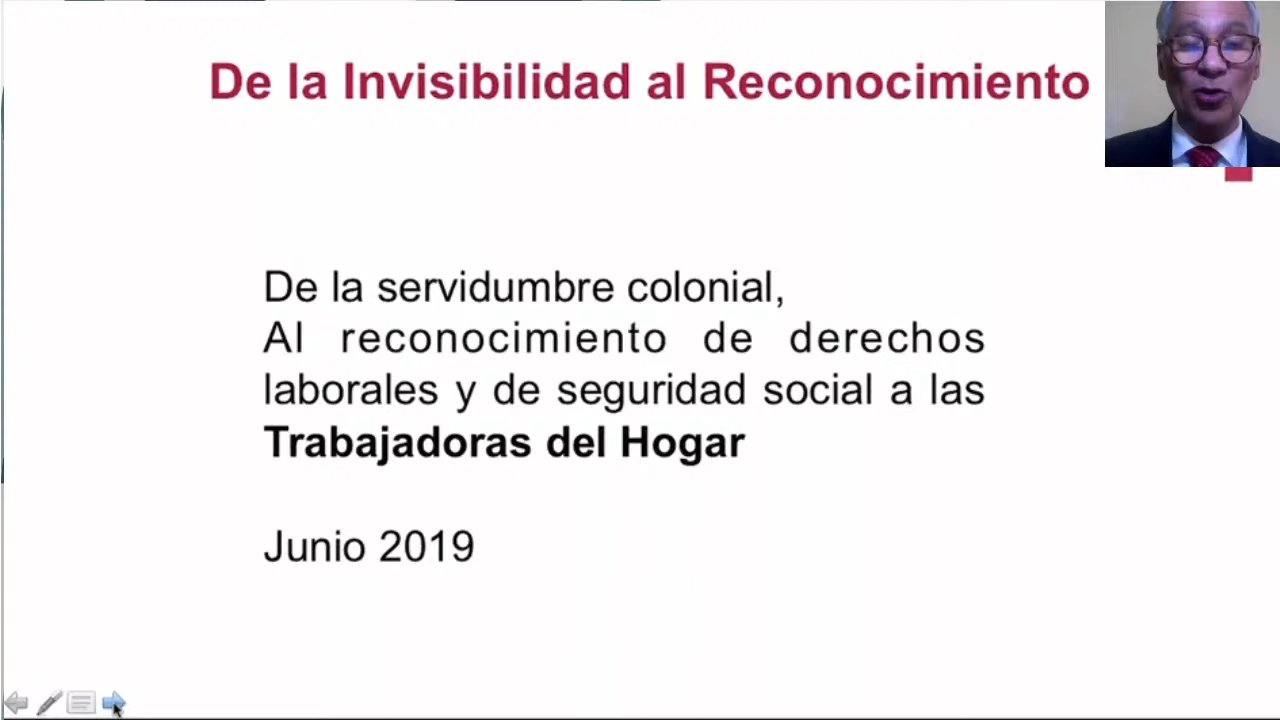 De la Invisibilidad al Reconocimiento
De la servidumbre colonial,
Al reconocimiento de derechos
laborales y de seguridad social a las
Trabajadoras del Hogar
Junio 2019